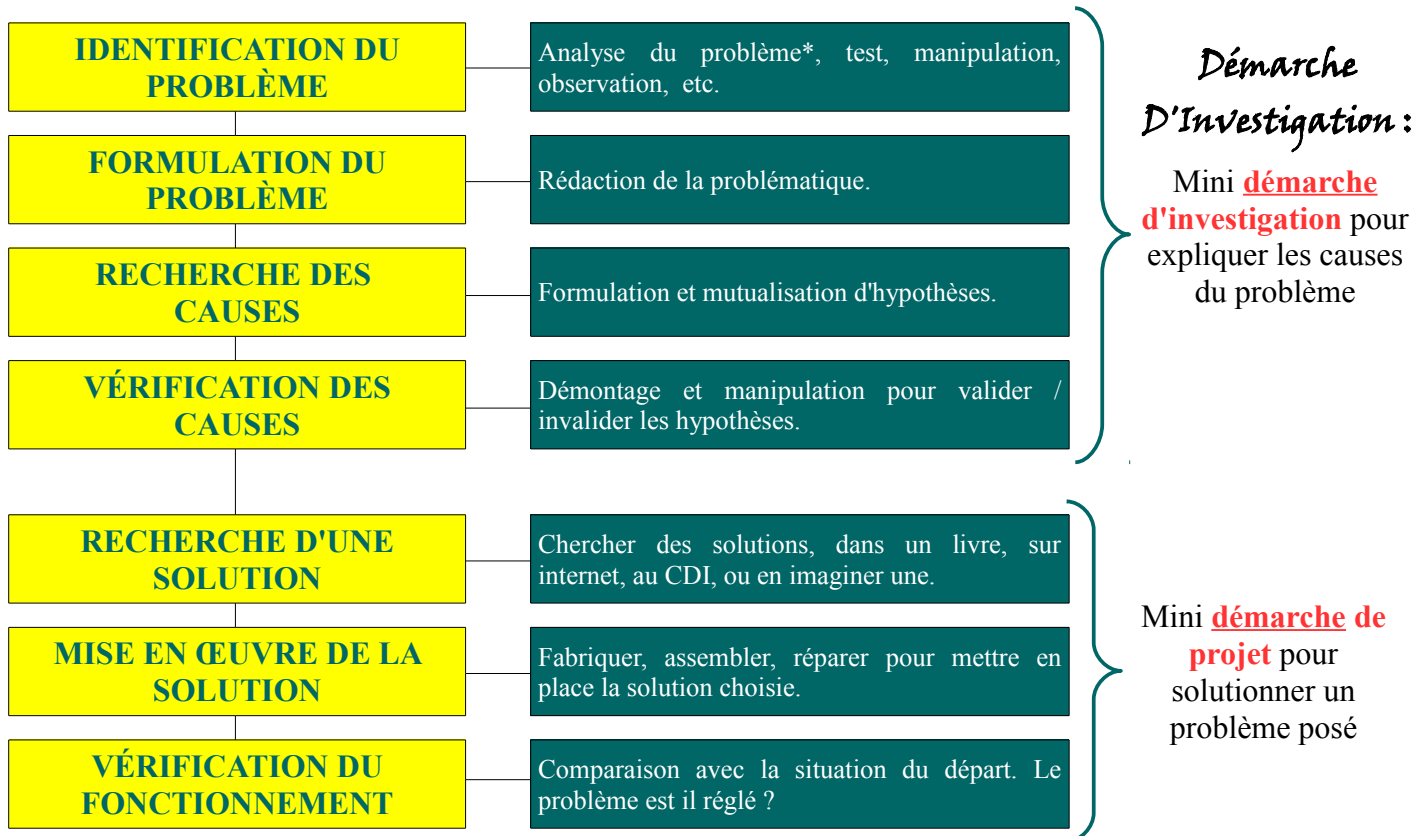 IDENTIFICATION DU
PROBLÈME
Analyse du problème*, test, manipulation,
observation, etc.
FORMULATION DU
PROBLÈME
Rédaction de la problématique.
RECHERCHE DES
CAUSES
Formulation et mutualisation d'hypothèses.
VÉRIFICATION DES
CAUSES
Démontage et manipulation pour valider /
invalider les hypothèses.
Démarche
D'Investigation :
Mini démarche
d'investigation pour
expliquer les causes
du problème
RECHERCHE D'UNE
SOLUTION
Chercher des solutions, dans un livre, sur
internet, au CDI, ou en imaginer une.
MISE EN ŒUVRE DE LA
SOLUTION
Fabriquer, assembler, réparer pour mettre en
place la solution choisie.
VÉRIFICATION DU
FONCTIONNEMENT
Comparaison avec la situation du départ. Le
problème est il réglé ?
Mini démarche de
projet pour
solutionner un
problème posé